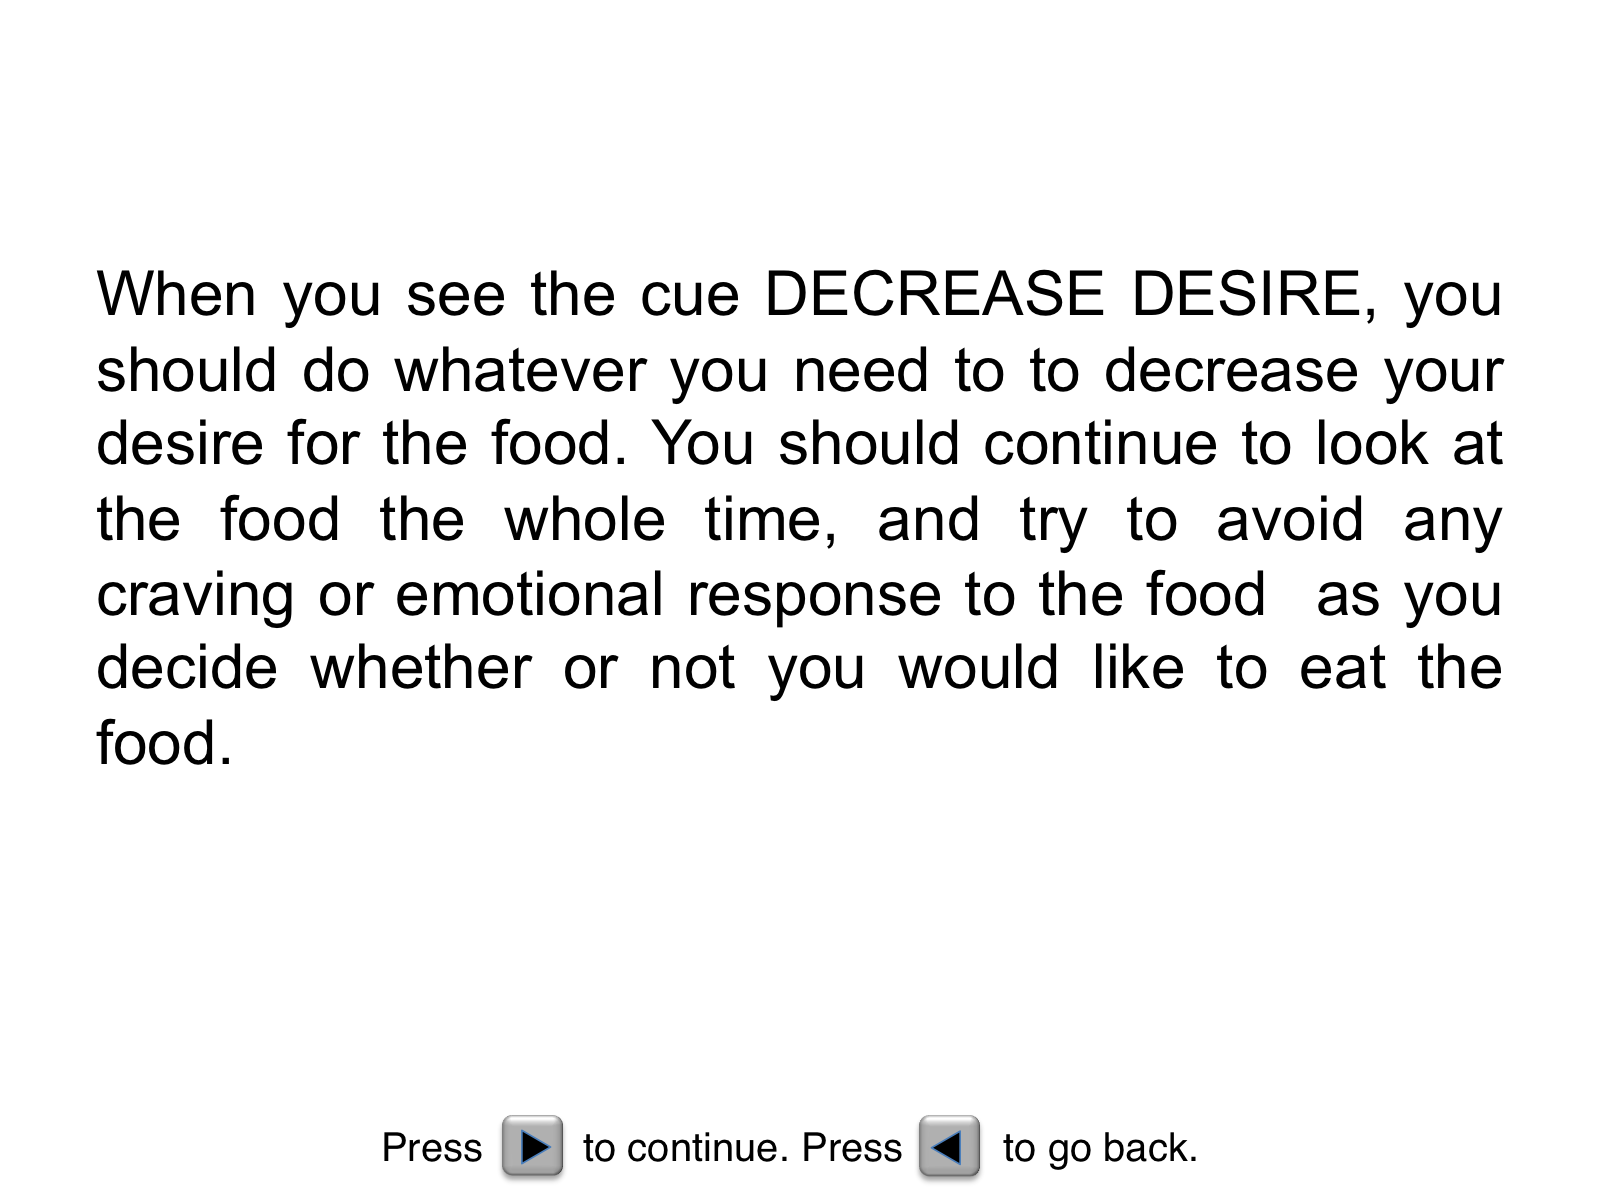 When you see the cue DECREASE DESIRE, you
should do whatever you need to to decrease your
desire for the food. You should continue to look at
the food the whole time, and try to avoid any
craving or emotional response to the food  as you
decide whether or not you would like to eat the
food.
Press to continue. Press to go back.